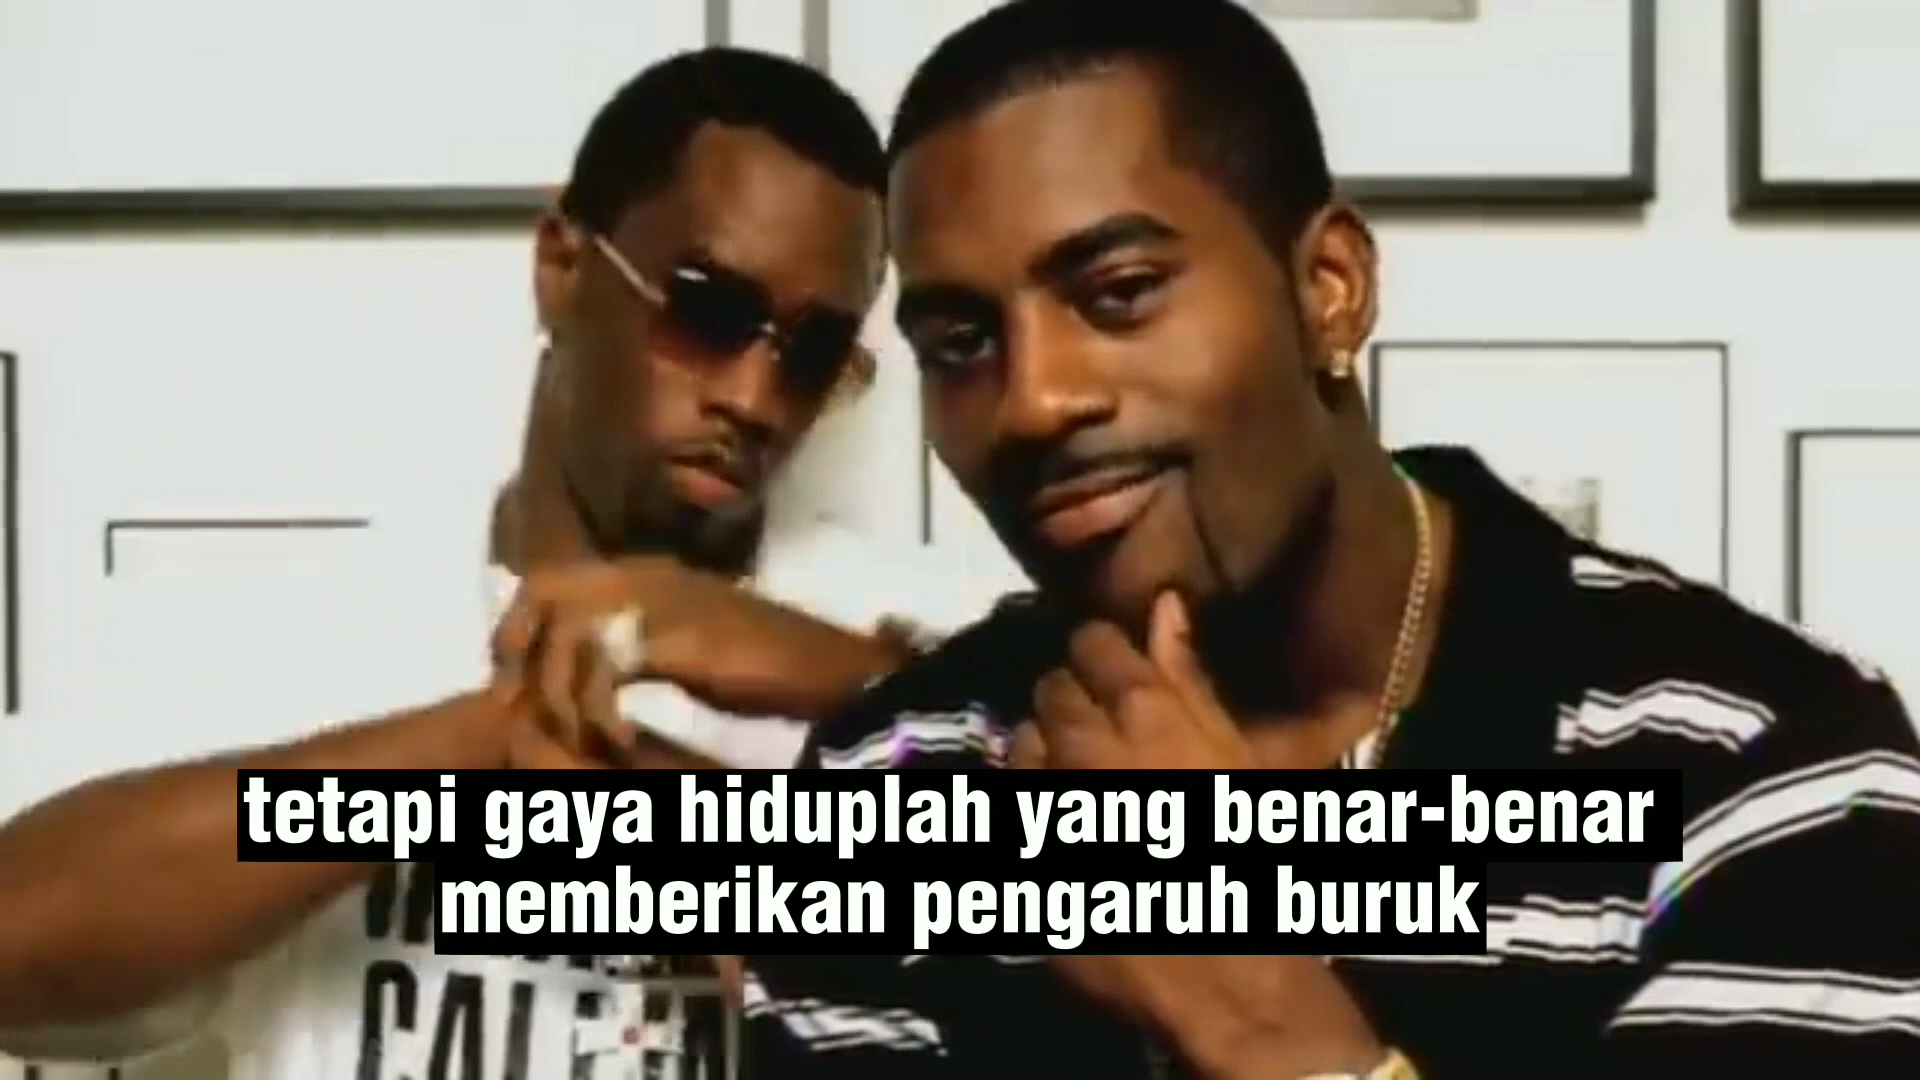 tetapi gaya hiduplah yang benar-benar
memberikan pengaruh buruk